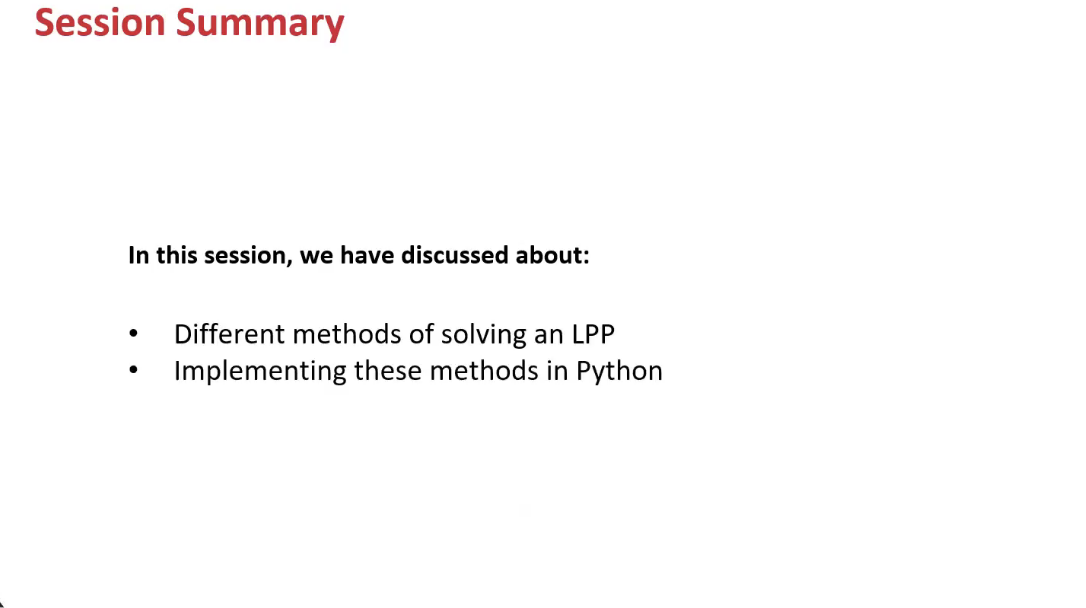 Session Summary
In this session, we have discussed about:
• Different methods of solving an LPP
• Implementing these methods in Python